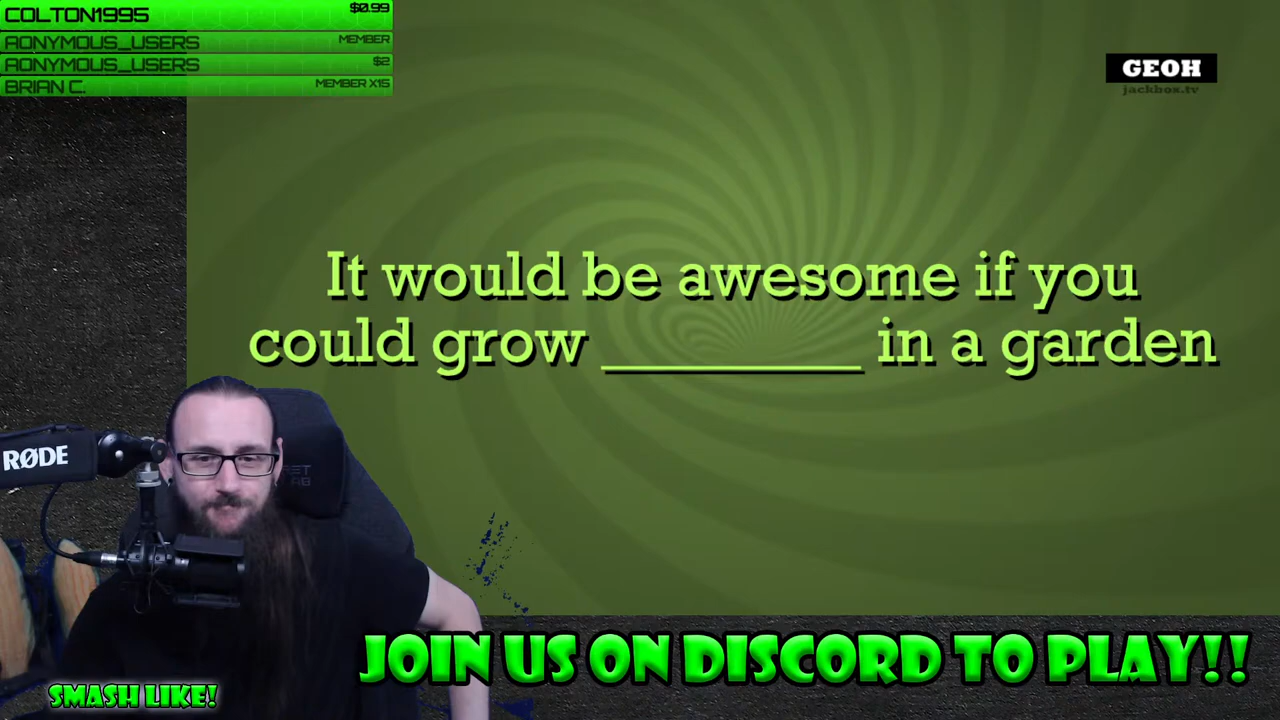 COLTON1995 $0.99
AONYMOUS_USERS MEMBER
AONYMOUS_USERS $2
BRIAN C. MEMBER X15
GEOH
jackbox.tv
It would be awesome if you
could grow ________ in a garden
RØDE
JOIN US ON DISCORD TO PLAY!!
SMASH LIKE!